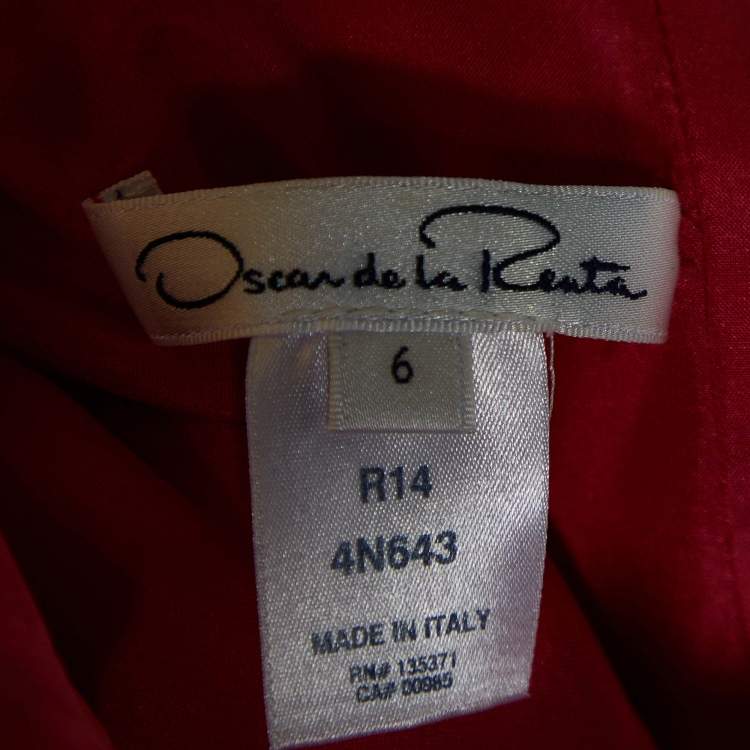 Oscar de la Renta
6
R14
4N643
MADE IN ITALY
RN# 135371
CA# 00985